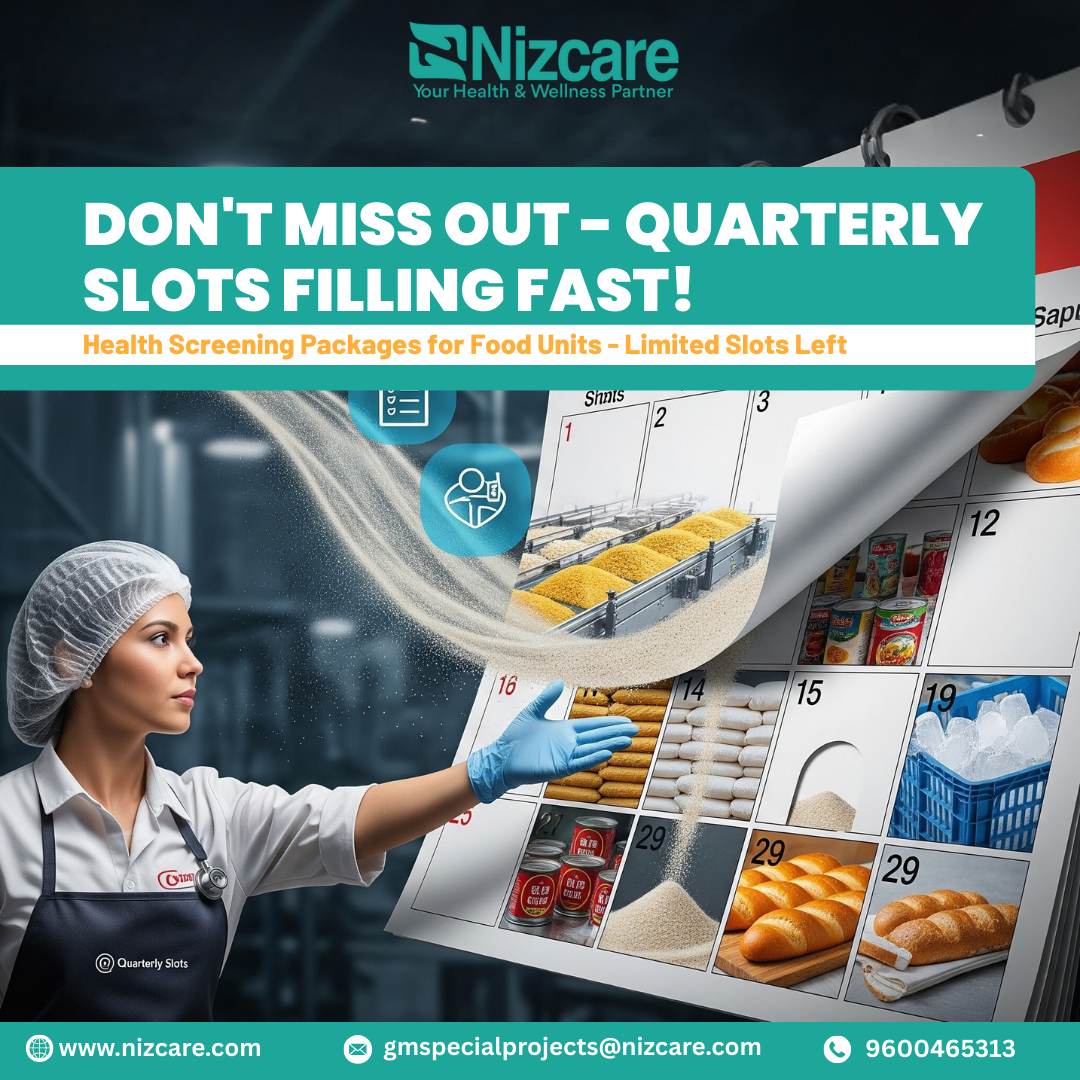 Nizcare
Your Health & Wellness Partner
DON'T MISS OUT - QUARTERLY
SLOTS FILLING FAST!
Health Screening Packages for Food Units - Limited Slots Left
1
2
3
12
16
14
15
19
25
21
29
29
29
Quarterly Slots
www.nizcare.com
gmspecialprojects@nizcare.com
9600465313